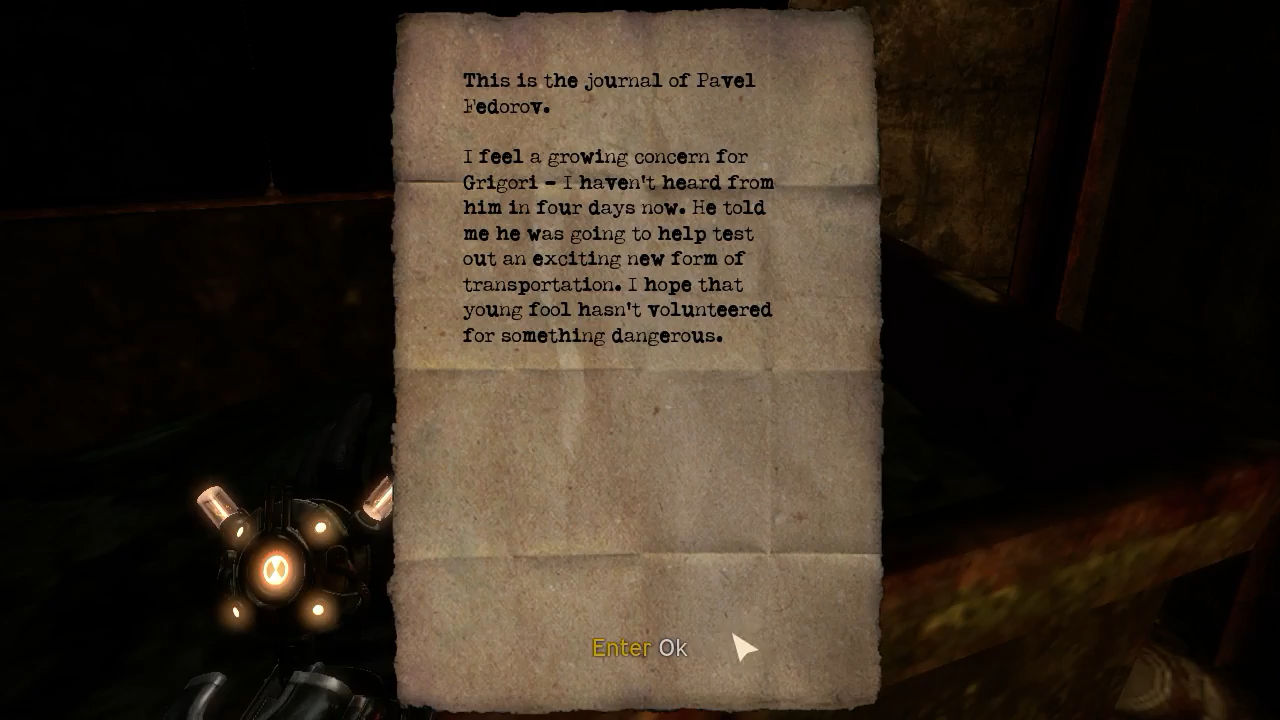 This is the journal of Pavel
Fedorov.
I feel a growing concern for
Grigori - I haven't heard from
him in four days now. He told
me he was going to help test
out an exciting new form of
transportation. I hope that
young fool hasn't volunteered
for something dangerous.
Enter Ok